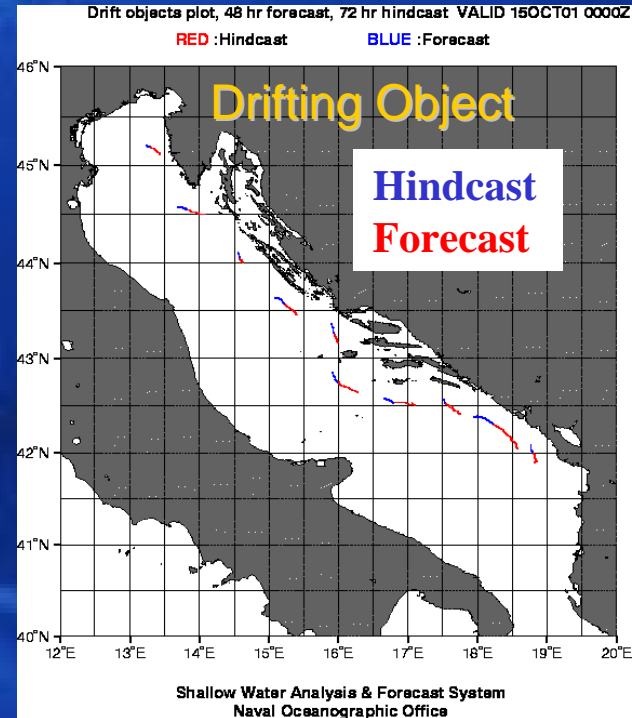 Drift objects plot, 48 hr forecast, 72 hr hindcast VALID 15OCT01 0000Z
RED :Hindcast BLUE :Forecast
Drifting Object
Hindcast
Forecast
46°N
45°N
44°N
43°N
42°N
41°N
40°N
12°E 13°E 14°E 15°E 16°E 17°E 18°E 19°E 20°E
Shallow Water Analysis & Forecast System
Naval Oceanographic Office